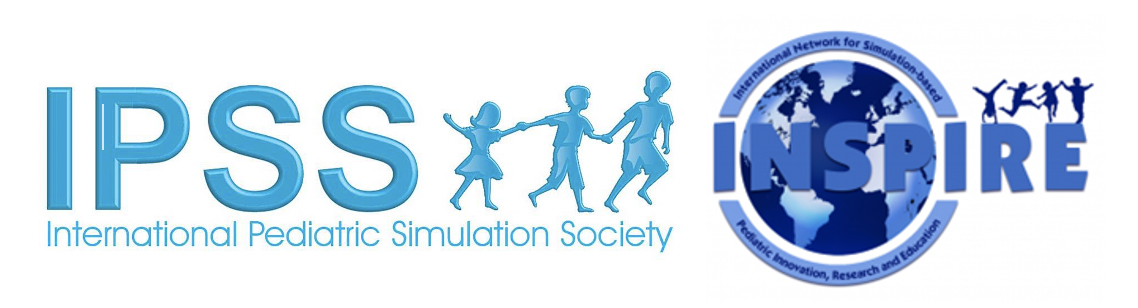 IPSS
International Pediatric Simulation Society
International Network for Simulation-based
INSPIRE
Pediatric Innovation, Research and Education